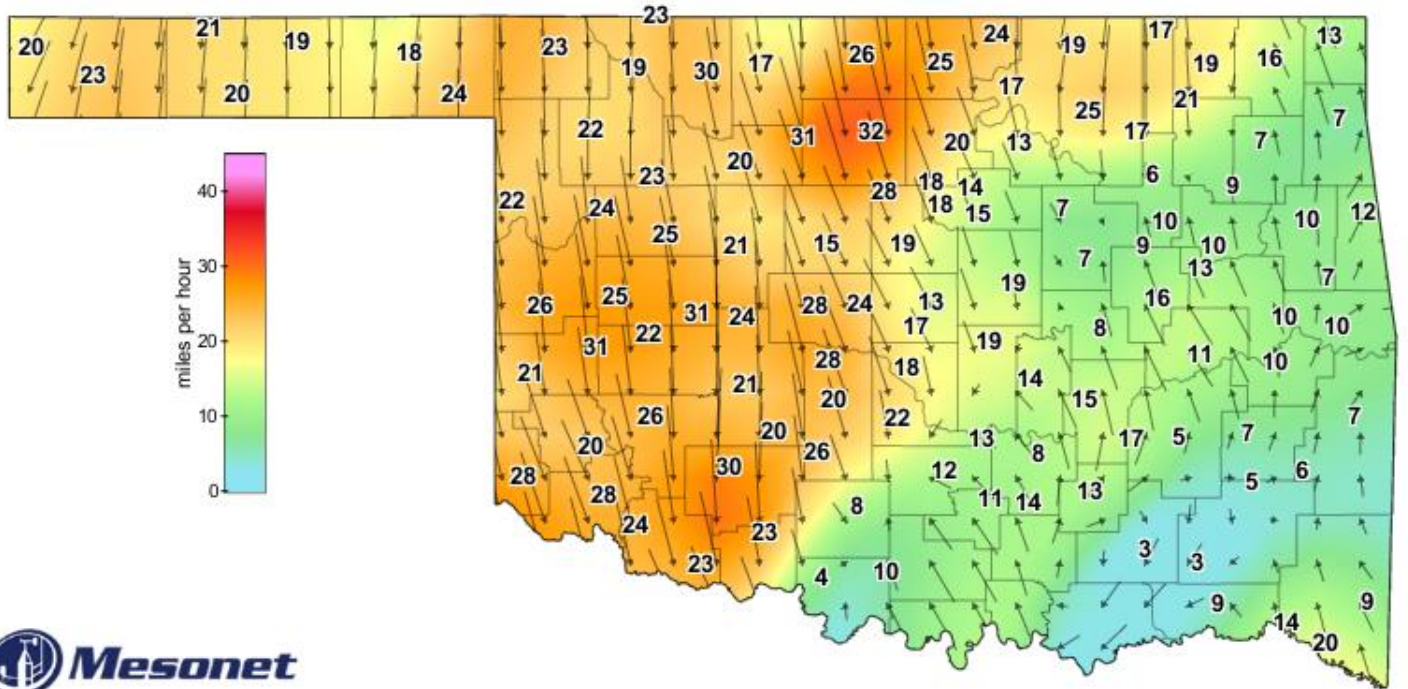 23
20 21 19 18 23 24 17 13
23 20 24 19 30 17 26 25 19 19 16
22 31 32 17 25 21 7
20 20 13 17 7
23 28 18 14 6 9
22 24 18 15 7 10 10 12
25 21 15 19 7 9 10
26 25 31 24 28 24 13 19 16 13 7
31 22 17 8 10 10
21 21 28 18 19 11 10
26 20 22 14 15 7
20 20 26 13 8 17 5 7
28 30 12 5 6
28 8 11 14 13
24 23 3 3
23 4 10 9 9
14 20
miles per hour
40
30
20
10
0
Mesonet